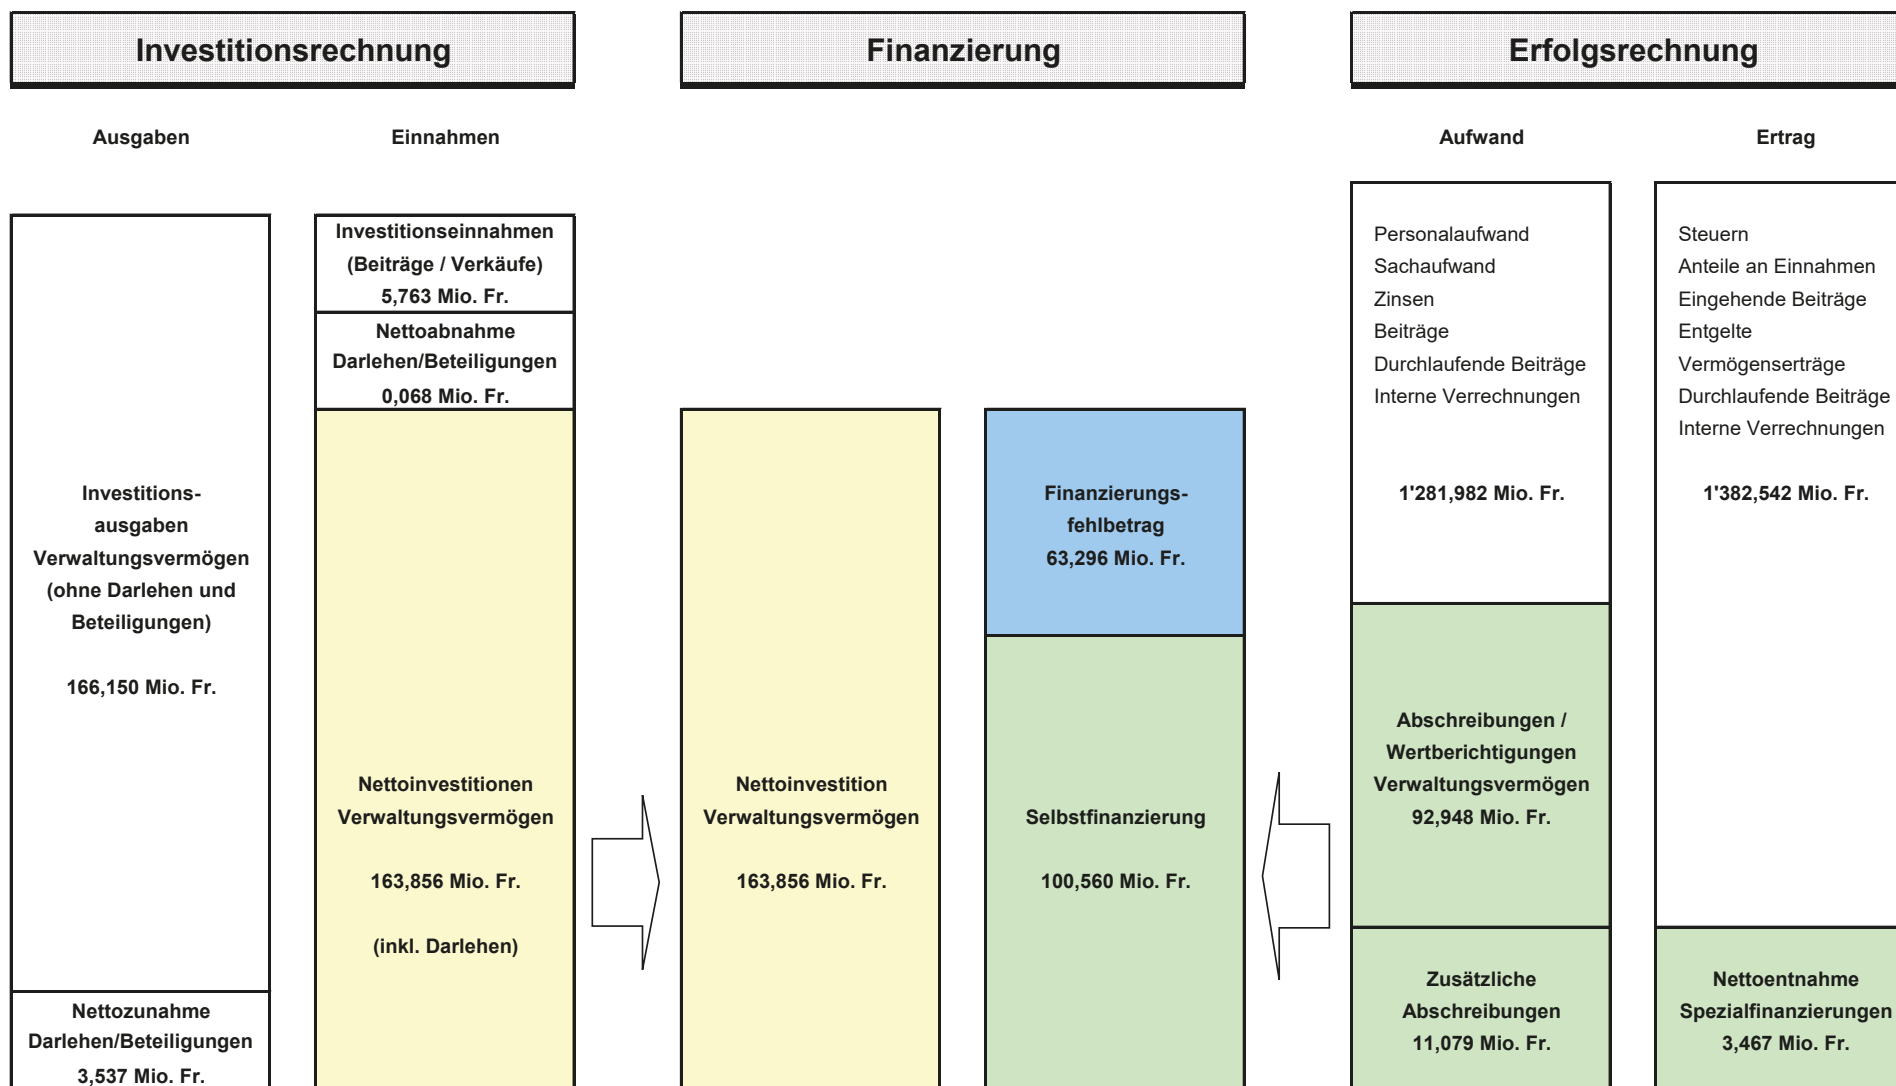 Investitionsrechnung
Finanzierung
Erfolgsrechnung
Ausgaben
Einnahmen
Aufwand
Ertrag
Investitions-
ausgaben
Verwaltungsvermögen
(ohne Darlehen und
Beteiligungen)
166,150 Mio. Fr.
Nettozunahme
Darlehen/Beteiligungen
3,537 Mio. Fr.
Investitionseinnahmen
(Beiträge / Verkäufe)
5,763 Mio. Fr.
Nettoabnahme
Darlehen/Beteiligungen
0,068 Mio. Fr.
Nettoinvestitionen
Verwaltungsvermögen
163,856 Mio. Fr.
(inkl. Darlehen)
Nettoinvestition
Verwaltungsvermögen
163,856 Mio. Fr.
Finanzierungs-
fehlbetrag
63,296 Mio. Fr.
Selbstfinanzierung
100,560 Mio. Fr.
Personalaufwand
Sachaufwand
Zinsen
Beiträge
Durchlaufende Beiträge
Interne Verrechnungen
1'281,982 Mio. Fr.
Abschreibungen /
Wertberichtigungen
Verwaltungsvermögen
92,948 Mio. Fr.
Zusätzliche
Abschreibungen
11,079 Mio. Fr.
Steuern
Anteile an Einnahmen
Eingehende Beiträge
Entgelte
Vermögenserträge
Durchlaufende Beiträge
Interne Verrechnungen
1'382,542 Mio. Fr.
Nettoentnahme
Spezialfinanzierungen
3,467 Mio. Fr.